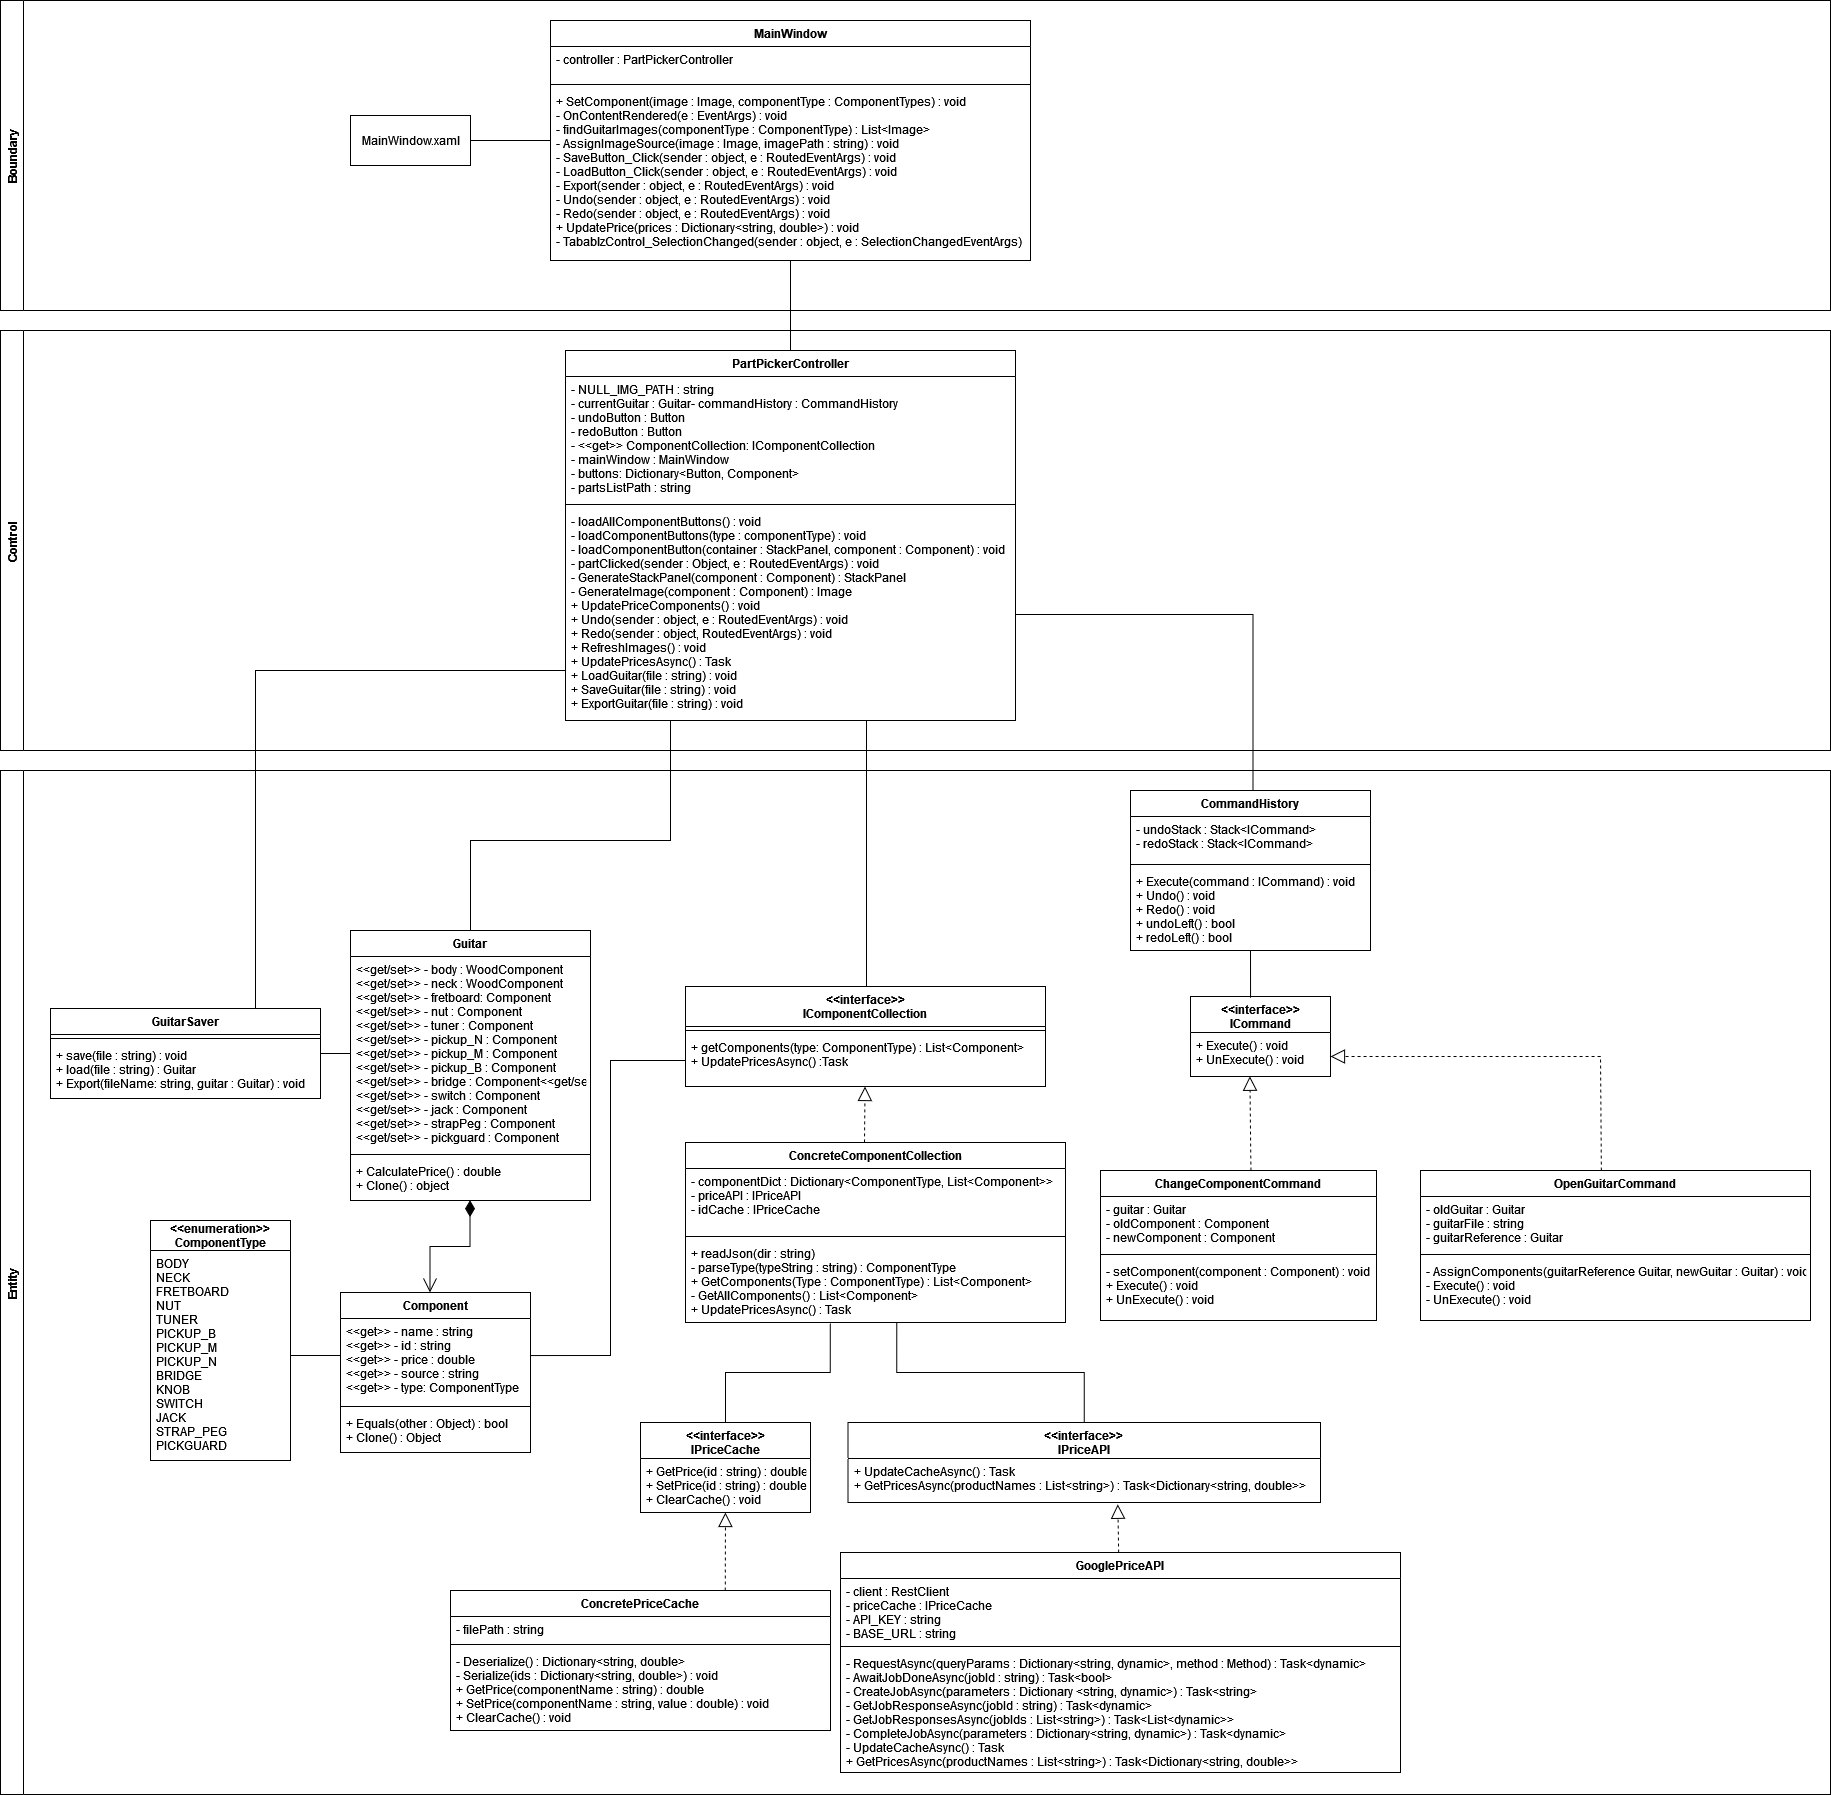 Boundary
MainWindow
- controller : PartPickerController
+ SetComponent(image : Image, componentType : ComponentTypes) : void
- OnContentRendered(e : EventArgs) : void
- findGuitarImages(componentType : ComponentType) : List<Image>
- AssignImageSource(image : Image, imagePath : string) : void
- SaveButton_Click(sender : object, e : RoutedEventArgs) : void
- LoadButton_Click(sender : object, e : RoutedEventArgs) : void
- Export(sender : object, e : RoutedEventArgs) : void
- Undo(sender : object, e : RoutedEventArgs) : void
- Redo(sender : object, e : RoutedEventArgs) : void
+ UpdatePrice(prices : Dictionary<string, double>) : void
- TabablzControl_SelectionChanged(sender : object, e : SelectionChangedEventArgs)
MainWindow.xaml
Control
PartPickerController
- NULL_IMG_PATH : string
- currentGuitar : Guitar- commandHistory : CommandHistory
- undoButton : Button
- redoButton : Button
- <<get>> ComponentCollection: IComponentCollection
- mainWindow : MainWindow
- buttons: Dictionary<Button, Component>
- partsListPath : string
- loadAllComponentButtons() : void
- loadComponentButtons(type : componentType) : void
- loadComponentButton(container : StackPanel, component : Component) : void
- partClicked(sender : Object, e : RoutedEventArgs) : void
- GenerateStackPanel(component : Component) : StackPanel
- GenerateImage(component : Component) : Image
+ UpdatePriceComponents() : void
+ Undo(sender : object, e : RoutedEventArgs) : void
+ Redo(sender : object, RoutedEventArgs) : void
+ RefreshImages() : void
+ UpdatePricesAsync() : Task
+ LoadGuitar(file : string) : void
+ SaveGuitar(file : string) : void
+ ExportGuitar(file : string) : void
Entity
CommandHistory
- undoStack : Stack<ICommand>
- redoStack : Stack<ICommand>
+ Execute(command : ICommand) : void
+ Undo() : void
+ Redo() : void
+ undoLeft() : bool
+ redoLeft() : bool
Guitar
<<get/set>> - body : WoodComponent
<<get/set>> - neck : WoodComponent
<<get/set>> - fretboard: Component
<<get/set>> - nut : Component
<<get/set>> - tuner : Component
<<get/set>> - pickup_N : Component
<<get/set>> - pickup_M : Component
<<get/set>> - pickup_B : Component
<<get/set>> - bridge : Component<<get/se
<<get/set>> - switch : Component
<<get/set>> - jack : Component
<<get/set>> - strapPeg : Component
<<get/set>> - pickguard : Component
+ CalculatePrice() : double
+ Clone() : object
GuitarSaver
+ save(file : string) : void
+ load(file : string) : Guitar
+ Export(fileName: string, guitar : Guitar) : void
<<interface>>
IComponentCollection
+ getComponents(type: ComponentType) : List<Component>
+ UpdatePricesAsync() :Task
<<interface>>
ICommand
+ Execute() : void
+ UnExecute() : void
ConcreteComponentCollection
- componentDict : Dictionary<ComponentType, List<Component>>
- priceAPI : IPriceAPI
- idCache : IPriceCache
+ readJson(dir : string)
- parseType(typeString : string) : ComponentType
+ GetComponents(Type : ComponentType) : List<Component>
- GetAllComponents() : List<Component>
+ UpdatePricesAsync() : Task
ChangeComponentCommand
- guitar : Guitar
- oldComponent : Component
- newComponent : Component
- setComponent(component : Component) : void
+ Execute() : void
+ UnExecute() : void
OpenGuitarCommand
- oldGuitar : Guitar
- guitarFile : string
- guitarReference : Guitar
- AssignComponents(guitarReference Guitar, newGuitar : Guitar) : voic
- Execute() : void
- UnExecute() : void
<<enumeration>>
ComponentType
BODY
NECK
FRETBOARD
NUT
TUNER
PICKUP_B
PICKUP_M
PICKUP_N
BRIDGE
KNOB
SWITCH
JACK
STRAP_PEG
PICKGUARD
Component
<<get>> - name : string
<<get>> - id : string
<<get>> - price : double
<<get>> - source : string
<<get>> - type: ComponentType
+ Equals(other : Object) : bool
+ Clone() : Object
<<interface>>
IPriceCache
+ GetPrice(id : string) : double
+ SetPrice(id : string) : double
+ ClearCache() : void
<<interface>>
IPriceAPI
+ UpdateCacheAsync() : Task
+ GetPricesAsync(productNames : List<string>) : Task<Dictionary<string, double>>
ConcretePriceCache
- filePath : string
- Deserialize() : Dictionary<string, double>
- Serialize(ids : Dictionary<string, double>) : void
+ GetPrice(componentName : string) : double
+ SetPrice(componentName : string, value : double) : void
+ ClearCache() : void
GooglePriceAPI
- client : RestClient
- priceCache : IPriceCache
- API_KEY : string
- BASE_URL : string
- RequestAsync(queryParams : Dictionary<string, dynamic>, method : Method) : Task<dynamic>
- AwaitJobDoneAsync(jobId : string) : Task<bool>
- CreateJobAsync(parameters : Dictionary <string, dynamic>) : Task<string>
- GetJobResponseAsync(jobId : string) : Task<dynamic>
- GetJobResponsesAsync(jobIds : List<string>) : Task<List<dynamic>>
- CompleteJobAsync(parameters : Dictionary<string, dynamic>) : Task<dynamic>
- UpdateCacheAsync() : Task
+ GetPricesAsync(productNames : List<string>) : Task<Dictionary<string, double>>